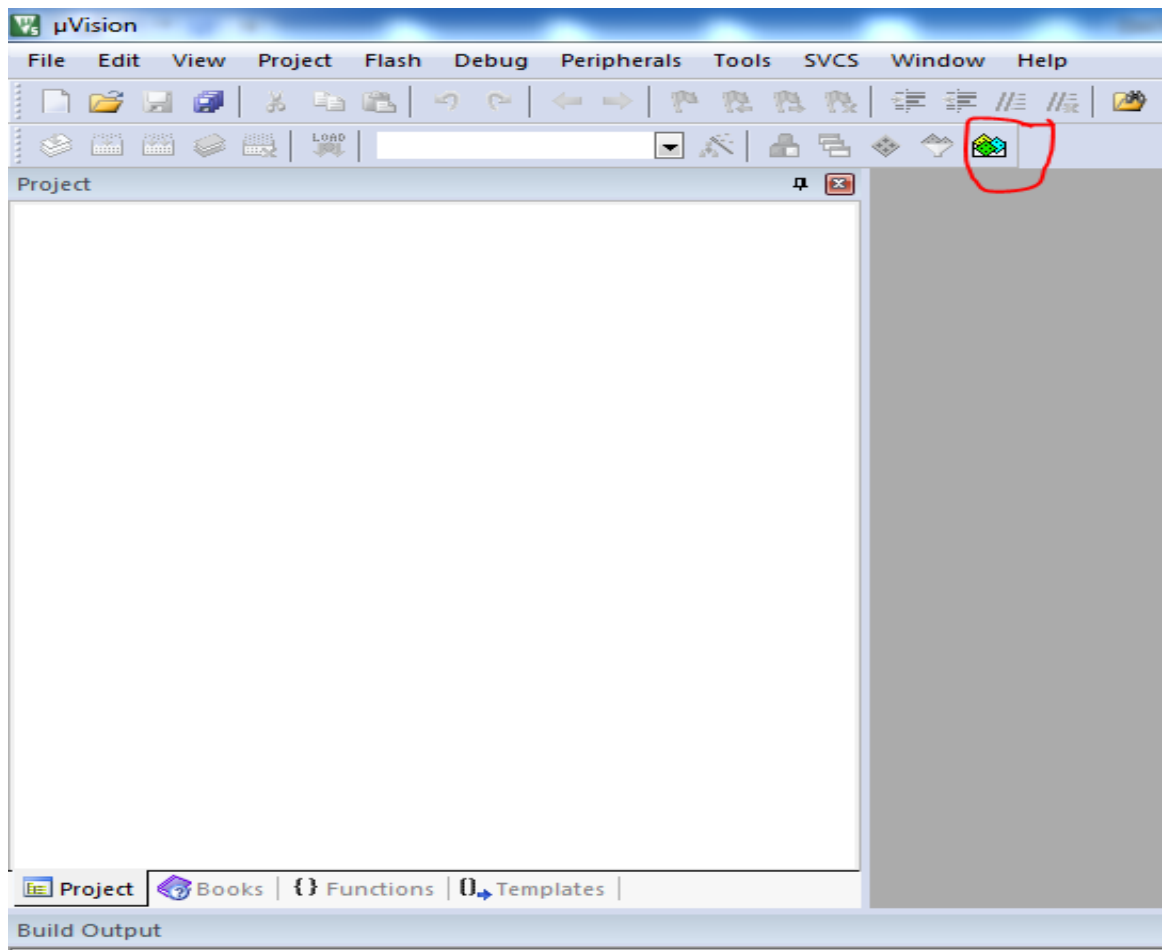 µVision
File Edit View Project Flash Debug Peripherals Tools SVCS Window Help
LOAD
Project
Project Books {} Functions Templates
Build Output